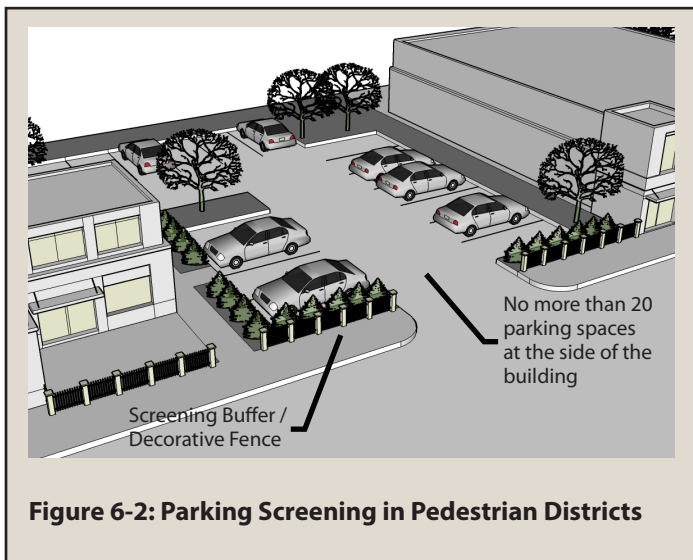 No more than 20
parking spaces
at the side of the
building
Screening Buffer /
Decorative Fence
Figure 6-2: Parking Screening in Pedestrian Districts